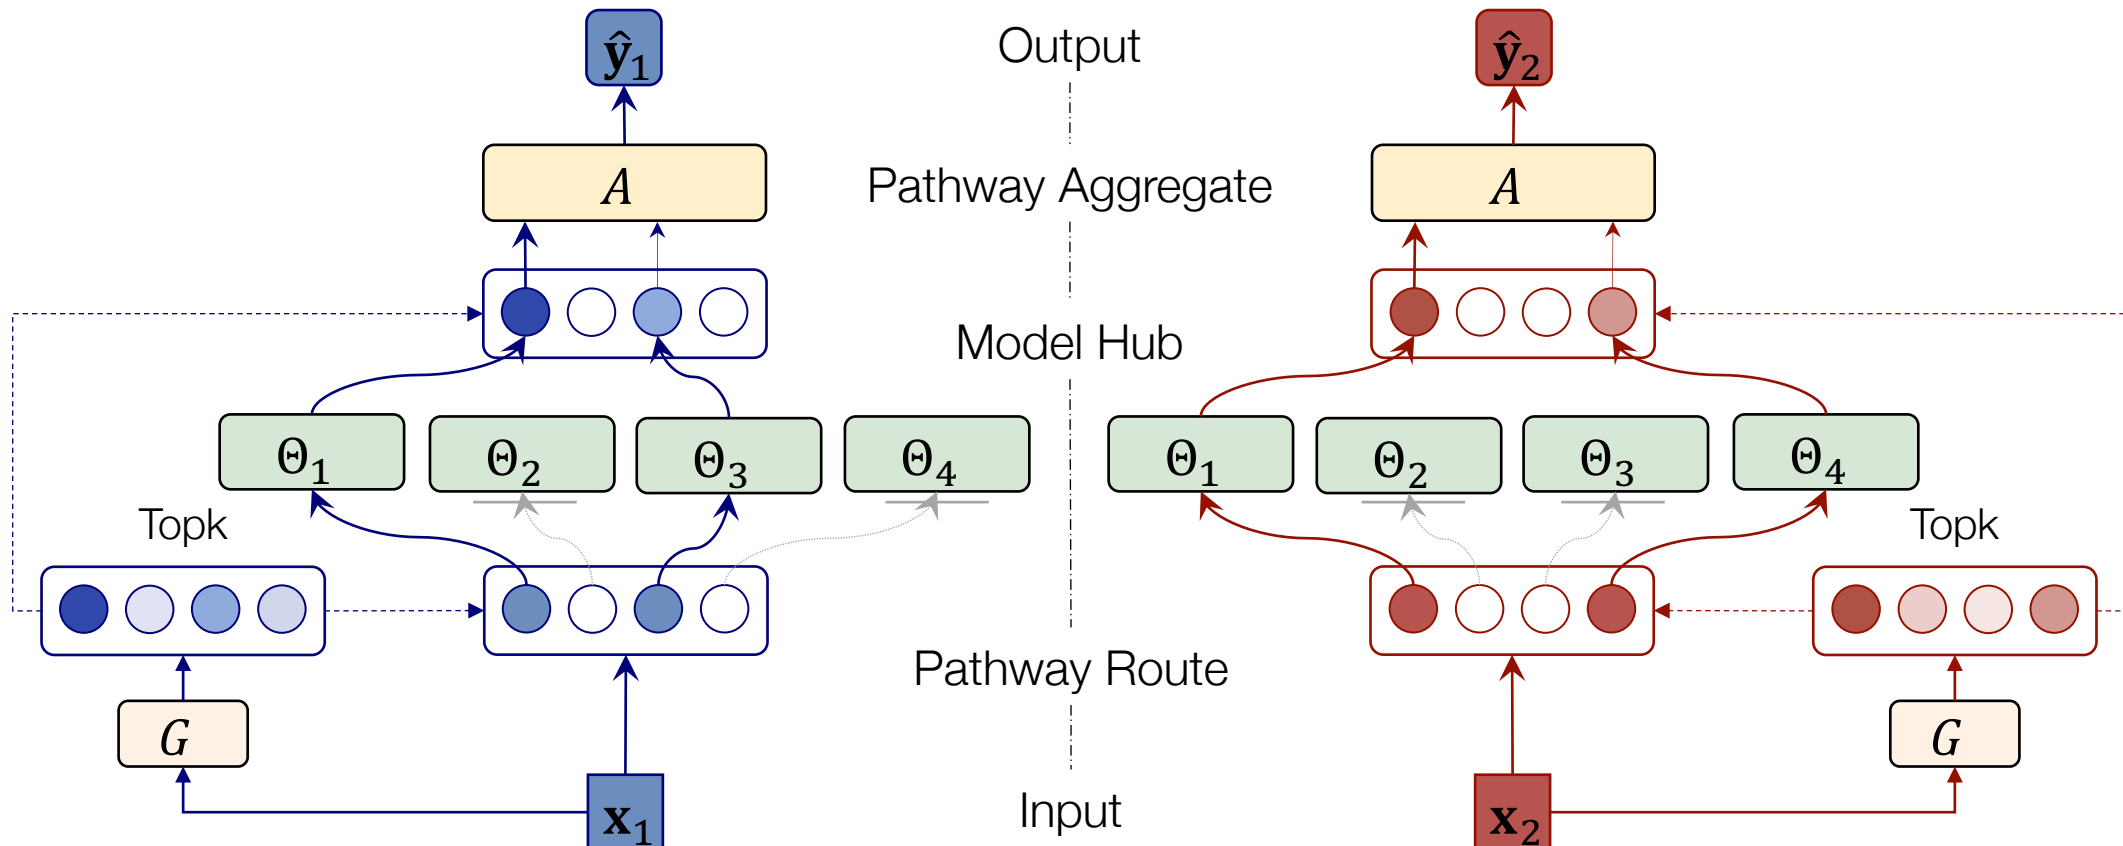 ŷ₁ Output ŷ₂
A Pathway Aggregate A
Model Hub
Θ₁ Θ₂ Θ₃ Θ₄ Θ₁ Θ₂ Θ₃ Θ₄
Topk Topk
Pathway Route
G G
x₁ Input x₂